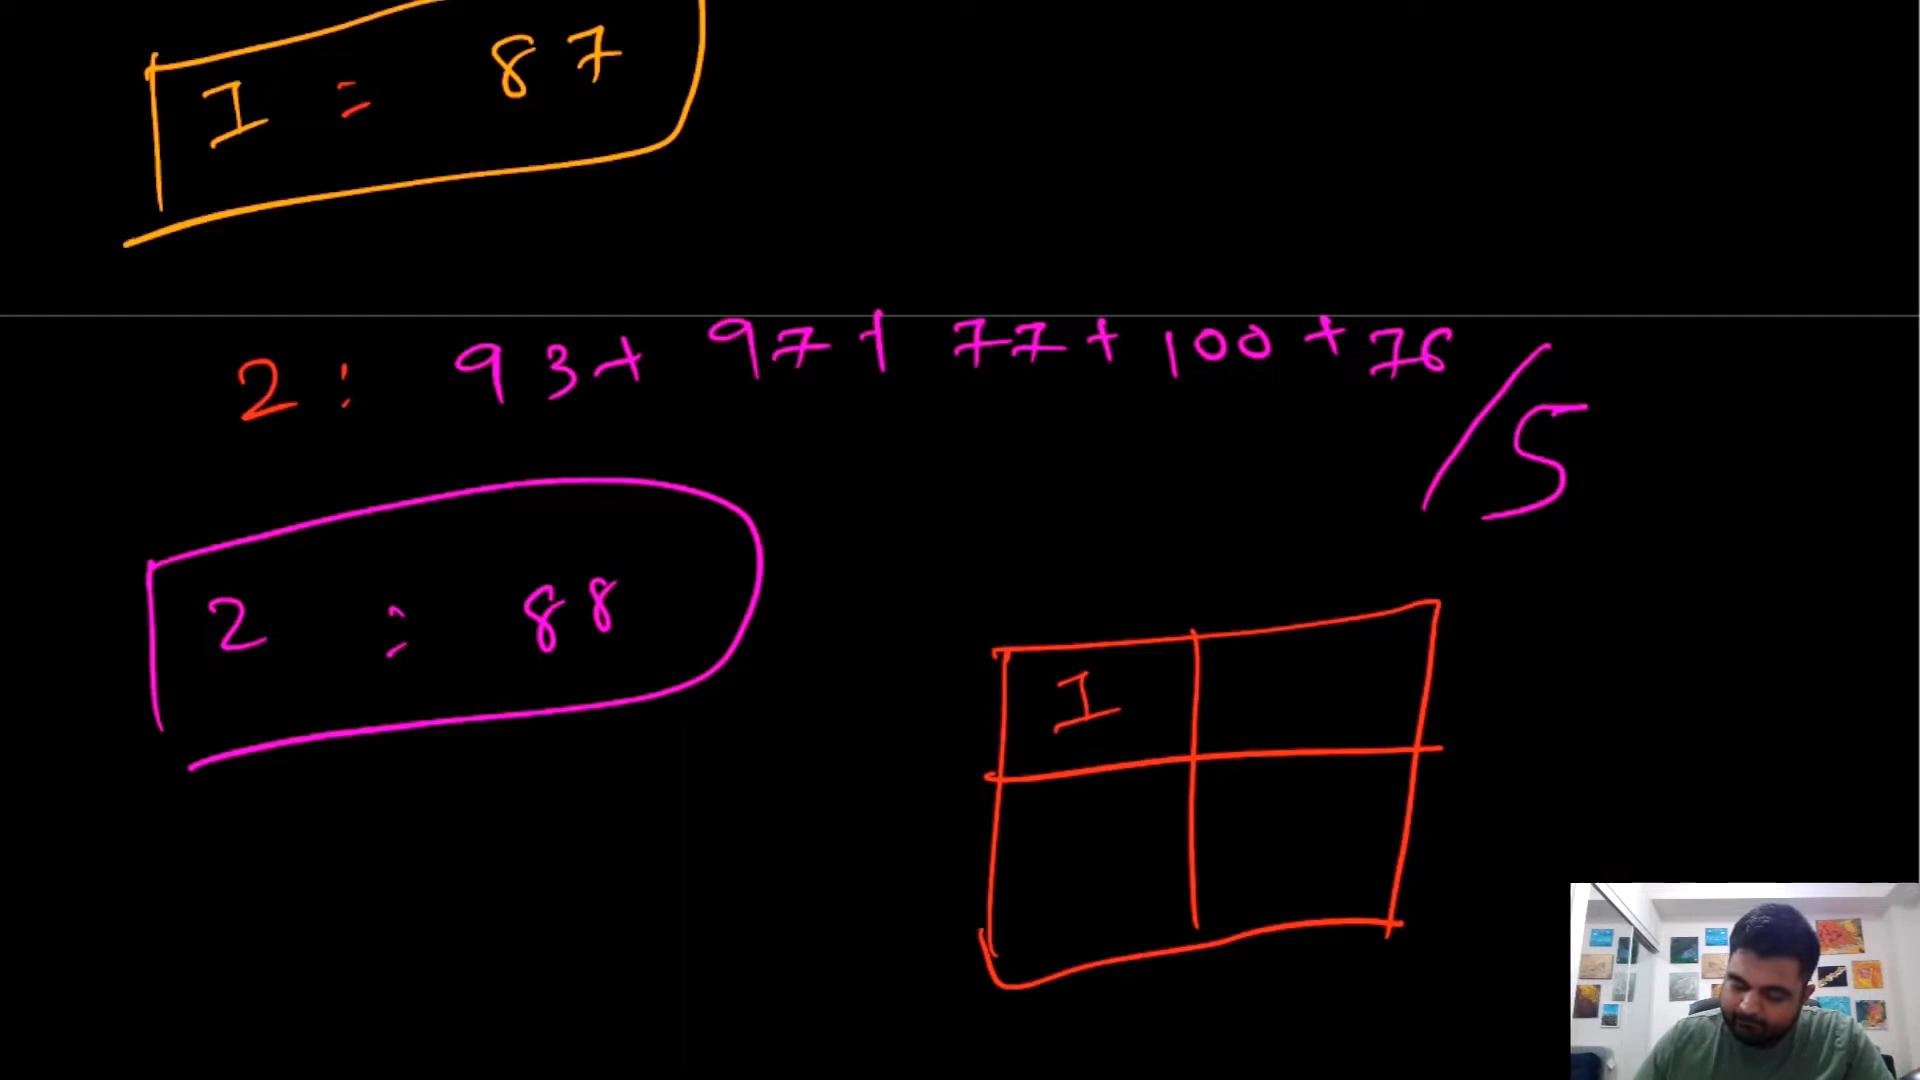 1 = 87
2 : 93 + 97 + 77 + 100 + 76 / 5
2 : 88
1